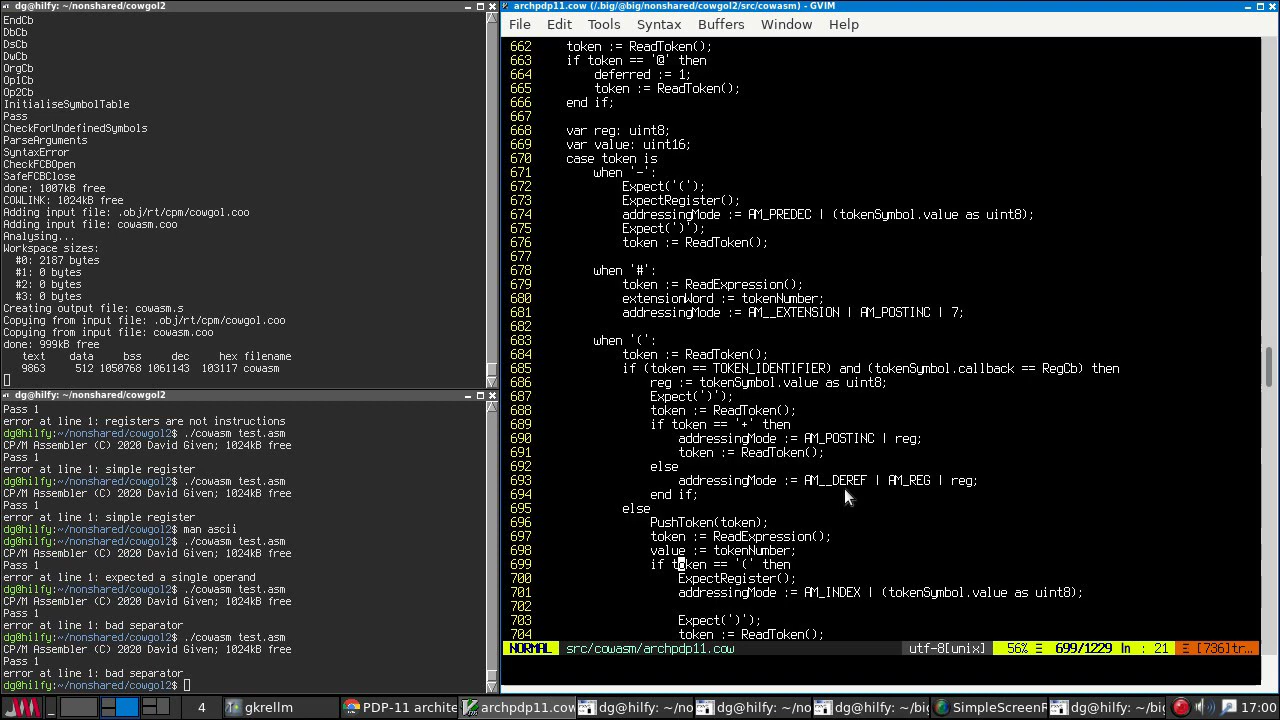 dg@hilfy: ~/nonshared/cowgol2
EndCb
DbCb
DsCb
DwCb
OrgCb
Op1Cb
Op2Cb
InitialiseSymbolTable
Pass
CheckForUndefinedSymbols
ParseArguments
SyntaxError
CheckFCBOpen
SafeFCBClose
done: 1007kB free
COWLINK: 1024kB free
Adding input file: .obj/rt/cpm/cowgol.coo
Adding input file: cowasm.coo
Analysing...
Workspace sizes:
  #0: 2187 bytes
  #1: 0 bytes
  #2: 0 bytes
  #3: 0 bytes
Creating output file: cowasm.s
Copying from input file: .obj/rt/cpm/cowgol.coo
Copying from input file: cowasm.coo
done: 999kB free
   text    data     bss     dec     hex filename
   9863     512 1050768 1061143  103117 cowasm
dg@hilfy: ~/nonshared/cowgol2
Pass 1
error at line 1: registers are not instructions
dg@hilfy:~/nonshared/cowgol2$ ./cowasm test.asm
CP/M Assembler (C) 2020 David Given; 1024kB free
Pass 1
error at line 1: simple register
dg@hilfy:~/nonshared/cowgol2$ ./cowasm test.asm
CP/M Assembler (C) 2020 David Given; 1024kB free
Pass 1
error at line 1: simple register
dg@hilfy:~/nonshared/cowgol2$ man ascii
dg@hilfy:~/nonshared/cowgol2$ ./cowasm test.asm
CP/M Assembler (C) 2020 David Given; 1024kB free
Pass 1
error at line 1: expected a single operand
dg@hilfy:~/nonshared/cowgol2$ ./cowasm test.asm
CP/M Assembler (C) 2020 David Given; 1024kB free
Pass 1
error at line 1: bad separator
dg@hilfy:~/nonshared/cowgol2$ ./cowasm test.asm
CP/M Assembler (C) 2020 David Given; 1024kB free
Pass 1
error at line 1: bad separator
dg@hilfy:~/nonshared/cowgol2$
archpdp11.cow (/.big/@big/nonshared/cowgol2/src/cowasm) - GVIM
File Edit Tools Syntax Buffers Window Help
662     token := ReadToken();
663     if token == '@' then
664         deferred := 1;
665         token := ReadToken();
666     end if;
667
668     var reg: uint8;
669     var value: uint16;
670     case token is
671         when '-':
672             Expect('(');
673             ExpectRegister();
674             addressingMode := AM_PREDEC | (tokenSymbol.value as uint8);
675             Expect(')');
676             token := ReadToken();
677
678         when '#':
679             token := ReadExpression();
680             extensionWord := tokenNumber;
681             addressingMode := AM__EXTENSION | AM_POSTINC | 7;
682
683         when '(':
684             token := ReadToken();
685             if (token == TOKEN_IDENTIFIER) and (tokenSymbol.callback == RegCb) then
686                 reg := tokenSymbol.value as uint8;
687                 Expect(')');
688                 token := ReadToken();
689                 if token == '+' then
690                     addressingMode := AM_POSTINC | reg;
691                     token := ReadToken();
692                 else
693                     addressingMode := AM__DEREF | AM_REG | reg;
694                 end if;
695             else
696                 PushToken(token);
697                 token := ReadExpression();
698                 value := tokenNumber;
699                 if token == '(' then
700                     ExpectRegister();
701                     addressingMode := AM_INDEX | (tokenSymbol.value as uint8);
702
703                     Expect(')');
704                     token := ReadToken();
NORMAL src/cowasm/archpdp11.cow utf-8[unix] 56% Ξ 699/1229 ln : 21 Ξ [736]tr…
4 gkrellm PDP-11 archite archpdp11.cow dg@hilfy: ~/no dg@hilfy: ~/no dg@hilfy: ~/big SimpleScreenR dg@hilfy: ~/big 17:00